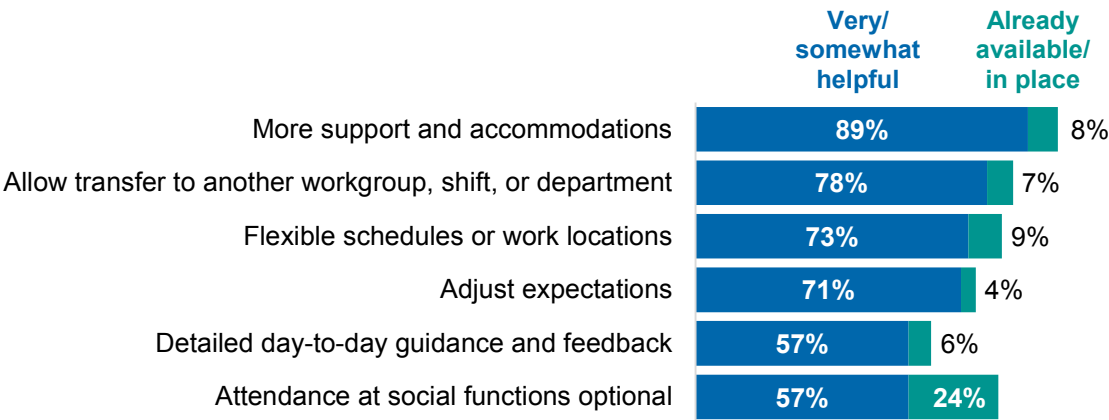 Very/
somewhat
helpful
Already
available/
in place
More support and accommodations 89% 8%
Allow transfer to another workgroup, shift, or department 78% 7%
Flexible schedules or work locations 73% 9%
Adjust expectations 71% 4%
Detailed day-to-day guidance and feedback 57% 6%
Attendance at social functions optional 57% 24%